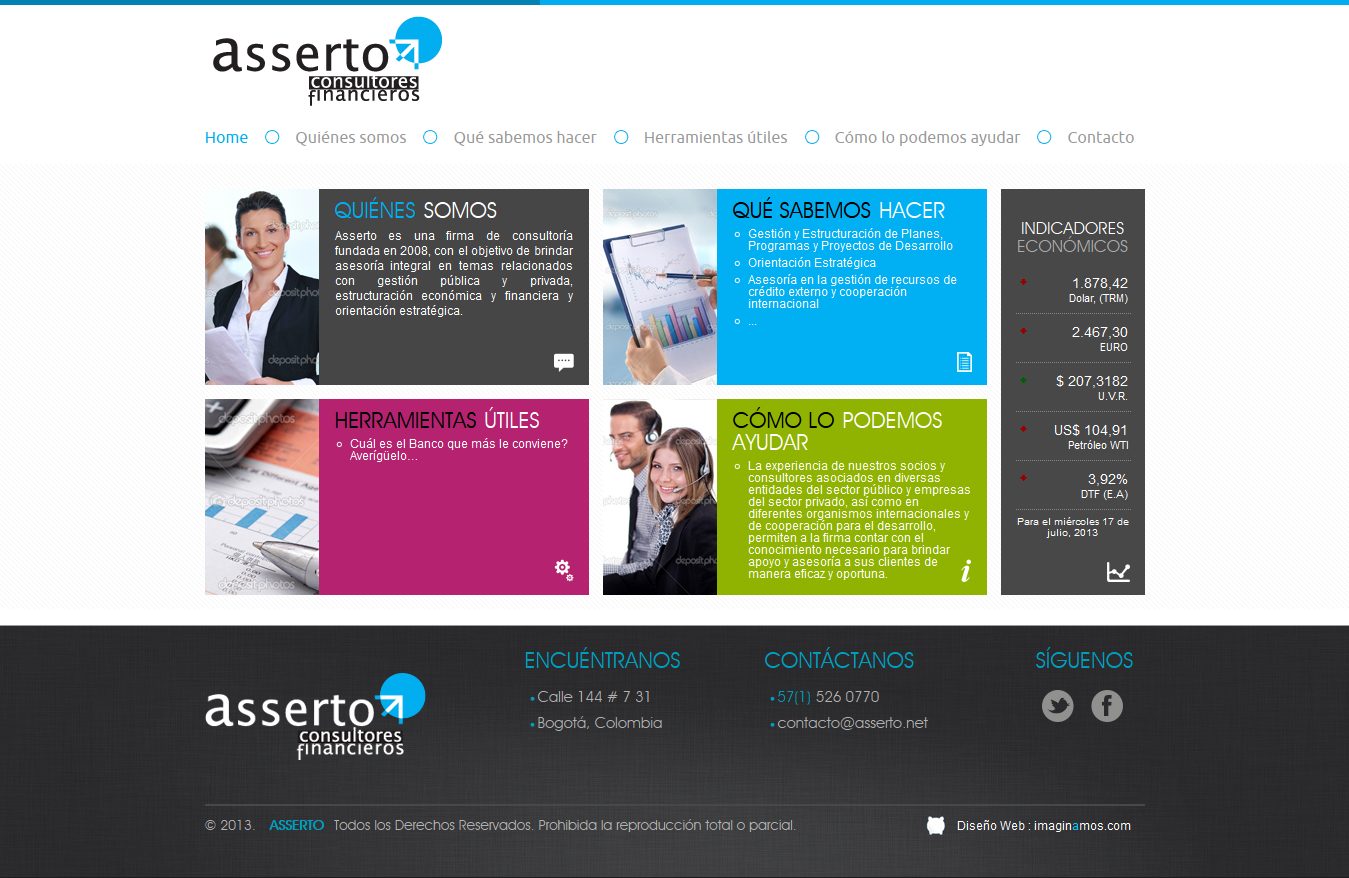 asserto
consultores
financieros
Home
Quiénes somos
Qué sabemos hacer
Herramientas útiles
Cómo lo podemos ayudar
Contacto
QUIÉNES SOMOS
Asserto es una firma de consultoría
fundada en 2008, con el objetivo de brindar
asesoría integral en temas relacionados
con gestión pública y privada,
estructuración económica y financiera y
orientación estratégica.
depositphotos
QUÉ SABEMOS HACER
Gestión y Estructuración de Planes,
Programas y Proyectos de Desarrollo
Orientación Estratégica
Asesoría en la gestión de recursos de
crédito externo y cooperación
internacional
...
INDICADORES
ECONÓMICOS
1.878,42
Dolar, (TRM)
2.467,30
EURO
$ 207,3182
U.V.R.
US$ 104,91
Petróleo WTI
3,92%
DTF (E.A)
Para el miércoles 17 de
julio, 2013
HERRAMIENTAS ÚTILES
Cuál es el Banco que más le conviene?
Averígüelo...
depositphotos
depositphotos
depositphotos
CÓMO LO PODEMOS
AYUDAR
La experiencia de nuestros socios y
consultores asociados en diversas
entidades del sector público y empresas
del sector privado, así como en
diferentes organismos internacionales y
de cooperación para el desarrollo,
permiten a la firma contar con el
conocimiento necesario para brindar
apoyo y asesoría a sus clientes de
manera eficaz y oportuna.
i
asserto
consultores
financieros
ENCUÉNTRANOS
Calle 144 # 7 31
Bogotá, Colombia
CONTÁCTANOS
57(1) 526 0770
contacto@asserto.net
SÍGUENOS
f
© 2013. ASSERTO Todos los Derechos Reservados. Prohibida la reproducción total o parcial.
Diseño Web : imaginamos.com